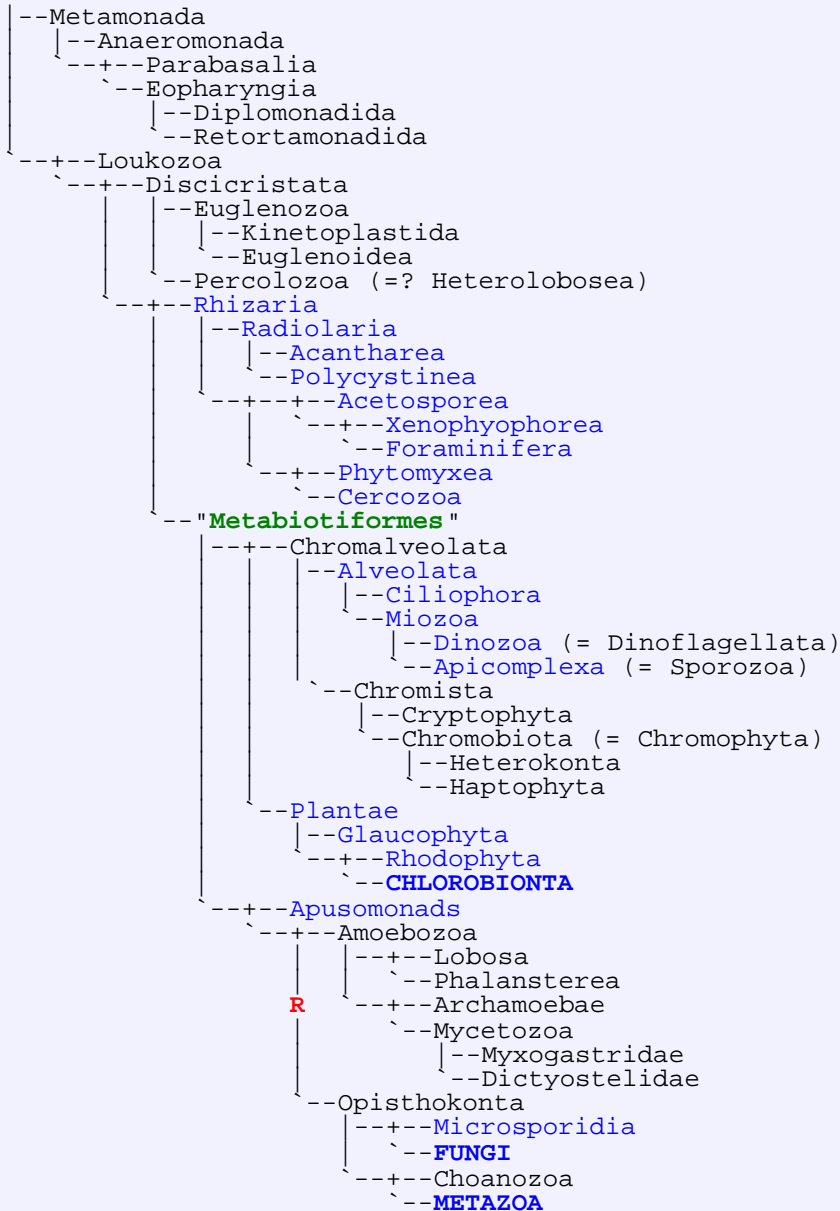 |--Metamonada
|  |--Anaeromonada
|  `--+--Parabasalia
|     `--Eopharyngia
|        |--Diplomonadida
|        `--Retortamonadida
`--+--Loukozoa
   `--+--Discicristata
      |  |--Euglenozoa
      |  |  |--Kinetoplastida
      |  |  `--Euglenoidea
      |  `--Percolozoa (=? Heterolobosea)
      `--+--Rhizaria
         |  |--Radiolaria
         |  |  |--Acantharea
         |  |  `--Polycystinea
         |  `--+--+--Acetosporea
         |     |  `--+--Xenophyophorea
         |     |     `--Foraminifera
         |     `--+--Phytomyxea
         |        `--Cercozoa
         `--"Metabiotiformes"
            |--+--Chromalveolata
            |  |  |--Alveolata
            |  |  |  |--Ciliophora
            |  |  |  `--Miozoa
            |  |  |     |--Dinozoa (= Dinoflagellata)
            |  |  |     `--Apicomplexa (= Sporozoa)
            |  |  `--Chromista
            |  |     |--Cryptophyta
            |  |     `--Chromobiota (= Chromophyta)
            |  |        |--Heterokonta
            |  |        `--Haptophyta
            |  `--Plantae
            |     |--Glaucophyta
            |     `--+--Rhodophyta
            |        `--CHLOROBIONTA
            `--+--Apusomonads
               `--+--Amoebozoa
                  |  |--+--Lobosa
                  |  |  `--Phalansterea
                  R  `--+--Archamoebae
                  |     `--Mycetozoa
                  |        |--Myxogastridae
                  |        `--Dictyostelidae
                  `--Opisthokonta
                     |--+--Microsporidia
                     |  `--FUNGI
                     `--+--Choanozoa
                        `--METAZOA